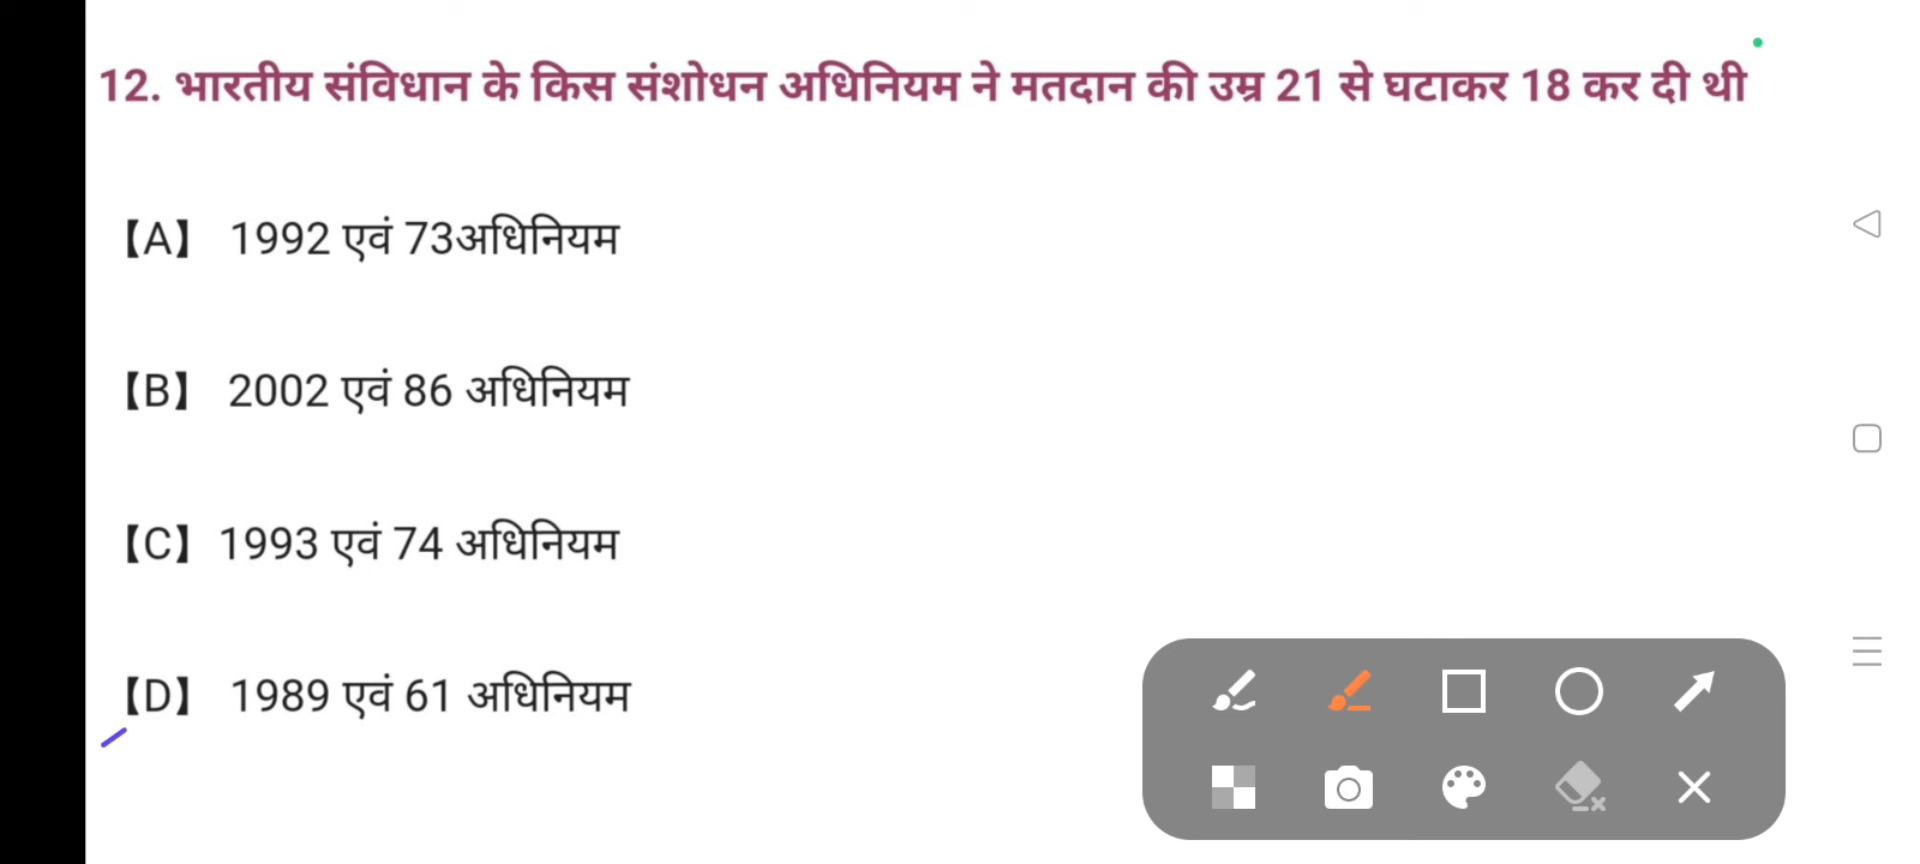 12. भारतीय संविधान के किस संशोधन अधिनियम ने मतदान की उम्र 21 से घटाकर 18 कर दी थी
【A】 1992 एवं 73अधिनियम
【B】 2002 एवं 86 अधिनियम
【C】 1993 एवं 74 अधिनियम
【D】 1989 एवं 61 अधिनियम